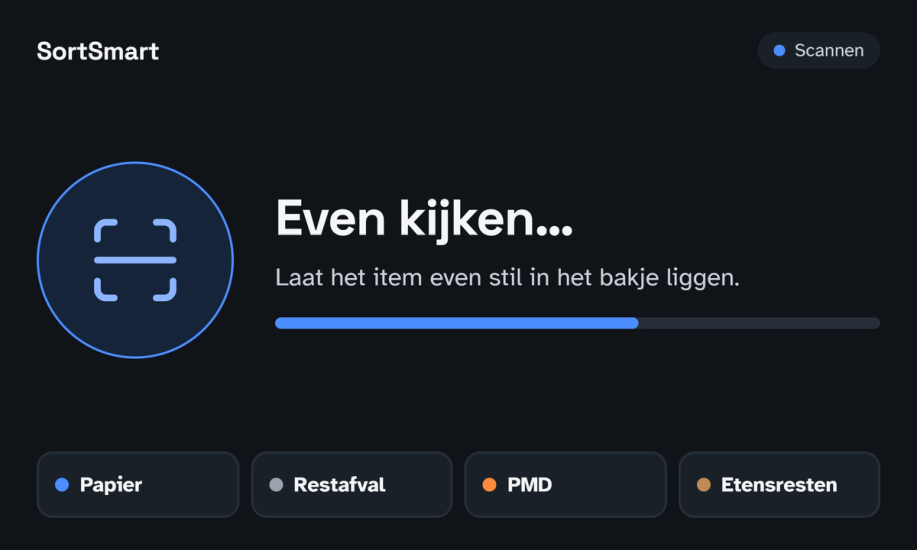 SortSmart
Scannen
Even kijken...
Laat het item even stil in het bakje liggen.
Papier
Restafval
PMD
Etensresten